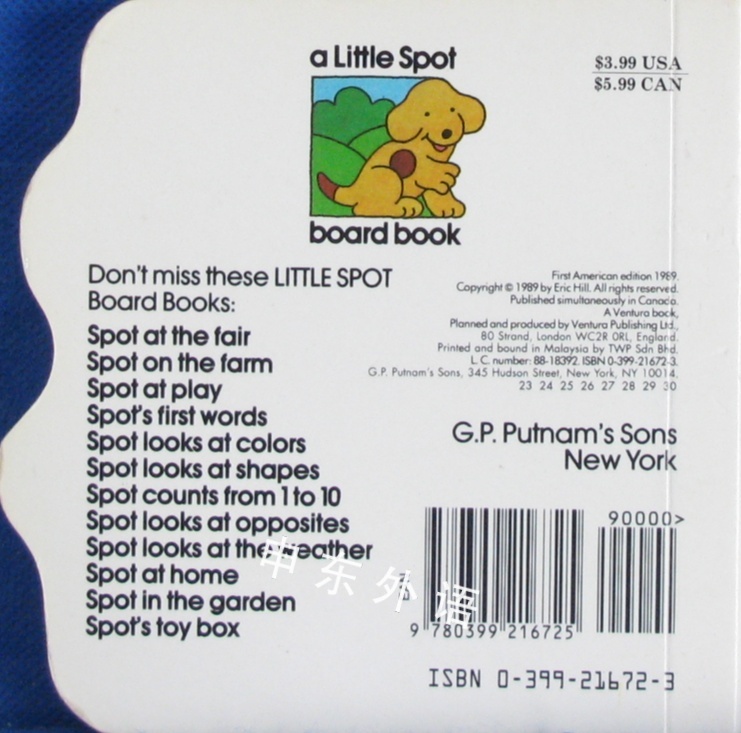 a Little Spot
board book
$3.99 USA
$5.99 CAN
Don't miss these LITTLE SPOT
Board Books:
Spot at the fair
Spot on the farm
Spot at play
Spot's first words
Spot looks at colors
Spot looks at shapes
Spot counts from 1 to 10
Spot looks at opposites
Spot looks at the weather
Spot at home
Spot in the garden
Spot's toy box
First American edition 1989.
Copyright © 1989 by Eric Hill. All rights reserved.
Published simultaneously in Canada.
A Ventura book,
Planned and produced by Ventura Publishing Ltd.,
80 Strand, London WC2R 0RL, England.
Printed and bound in Malaysia by TWP Sdn Bhd.
L.C. number: 88-18392. ISBN 0-399-21672-3.
G.P. Putnam's Sons, 345 Hudson Street, New York, NY 10014.
23 24 25 26 27 28 29 30
G.P. Putnam's Sons
New York
90000>
9 780399 216725
ISBN 0-399-21672-3
申东外语